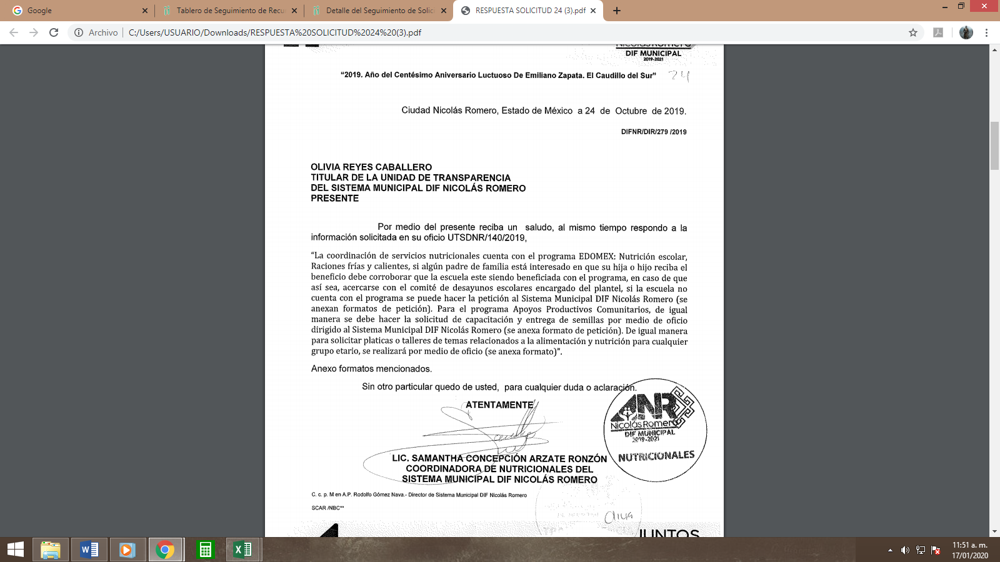 Google
Tablero de Seguimiento de Recu
Detalle del Seguimiento de Solici
RESPUESTA SOLICITUD 24 (3).pdf
Archivo
C:/Users/USUARIO/Downloads/RESPUESTA%20SOLICITUD%2024%20(3).pdf
Nicolás Romero
DIF MUNICIPAL
2019-2021
“2019. Año del Centésimo Aniversario Luctuoso De Emiliano Zapata. El Caudillo del Sur” 24
Ciudad Nicolás Romero, Estado de México a 24 de Octubre de 2019.
DIFNR/DIR/279 /2019
OLIVIA REYES CABALLERO
TITULAR DE LA UNIDAD DE TRANSPARENCIA
DEL SISTEMA MUNICIPAL DIF NICOLÁS ROMERO
PRESENTE
Por medio del presente reciba un saludo, al mismo tiempo respondo a la
información solicitada en su oficio UTSDNR/140/2019,
“La coordinación de servicios nutricionales cuenta con el programa EDOMEX: Nutrición escolar,
Raciones frías y calientes, si algún padre de familia está interesado en que su hija o hijo reciba el
beneficio debe corroborar que la escuela este siendo beneficiada con el programa, en caso de que
así sea, acercarse con el comité de desayunos escolares encargado del plantel, si la escuela no
cuenta con el programa se puede hacer la petición al Sistema Municipal DIF Nicolás Romero (se
anexan formatos de petición). Para el programa Apoyos Productivos Comunitarios, de igual
manera se debe hacer la solicitud de capacitación y entrega de semillas por medio de oficio
dirigido al Sistema Municipal DIF Nicolás Romero (se anexa formato de petición). De igual manera
para solicitar platicas o talleres de temas relacionados a la alimentación y nutrición para cualquier
grupo etario, se realizará por medio de oficio (se anexa formato)”.
Anexo formatos mencionados.
Sin otro particular quedo de usted, para cualquier duda o aclaración.
ATENTAMENTE
ANR
Nicolás Romero
DIF MUNICIPAL
2019-2021
NUTRICIONALES
LIC. SAMANTHA CONCEPCIÓN ARZATE RONZÓN
COORDINADORA DE NUTRICIONALES DEL
SISTEMA MUNICIPAL DIF NICOLÁS ROMERO
C. c. p. M en A.P. Rodolfo Gómez Nava.- Director de Sistema Municipal DIF Nicolás Romero
SCAR /NBC**
JUNTOS
11:51 a. m.
17/01/2020